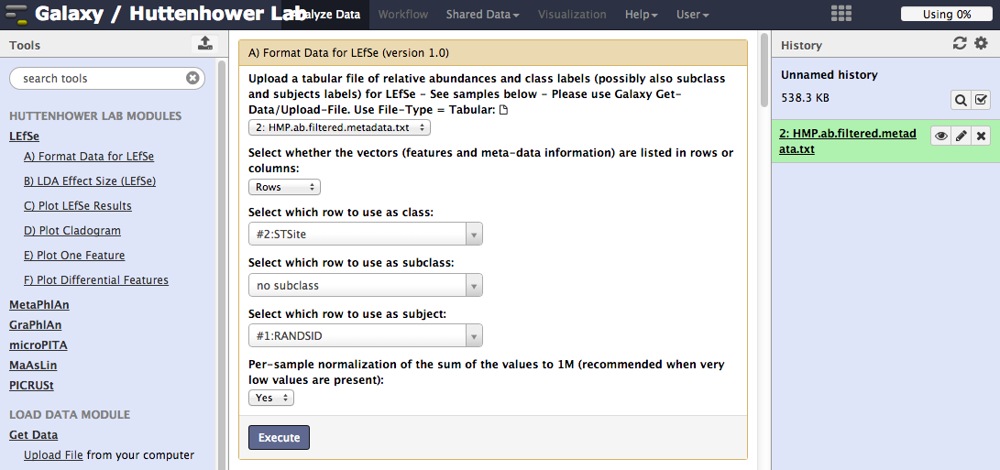 Galaxy / Huttenhower Lab
Analyze Data Workflow Shared Data Visualization Help User
Using 0%
Tools
search tools
HUTTENHOWER LAB MODULES
LEfSe
A) Format Data for LEfSe
B) LDA Effect Size (LEfSe)
C) Plot LEfSe Results
D) Plot Cladogram
E) Plot One Feature
F) Plot Differential Features
MetaPhlAn
GraPhlAn
microPITA
MaAsLin
PICRUSt
LOAD DATA MODULE
Get Data
Upload File from your computer
A) Format Data for LEfSe (version 1.0)
Upload a tabular file of relative abundances and class labels (possibly also subclass
and subjects labels) for LEfSe - See samples below - Please use Galaxy Get-
Data/Upload-File. Use File-Type = Tabular:
2: HMP.ab.filtered.metadata.txt
Select whether the vectors (features and meta-data information) are listed in rows or
columns:
Rows
Select which row to use as class:
#2:STSite
Select which row to use as subclass:
no subclass
Select which row to use as subject:
#1:RANDSID
Per-sample normalization of the sum of the values to 1M (recommended when very
low values are present):
Yes
Execute
History
Unnamed history
538.3 KB
2: HMP.ab.filtered.metad
ata.txt